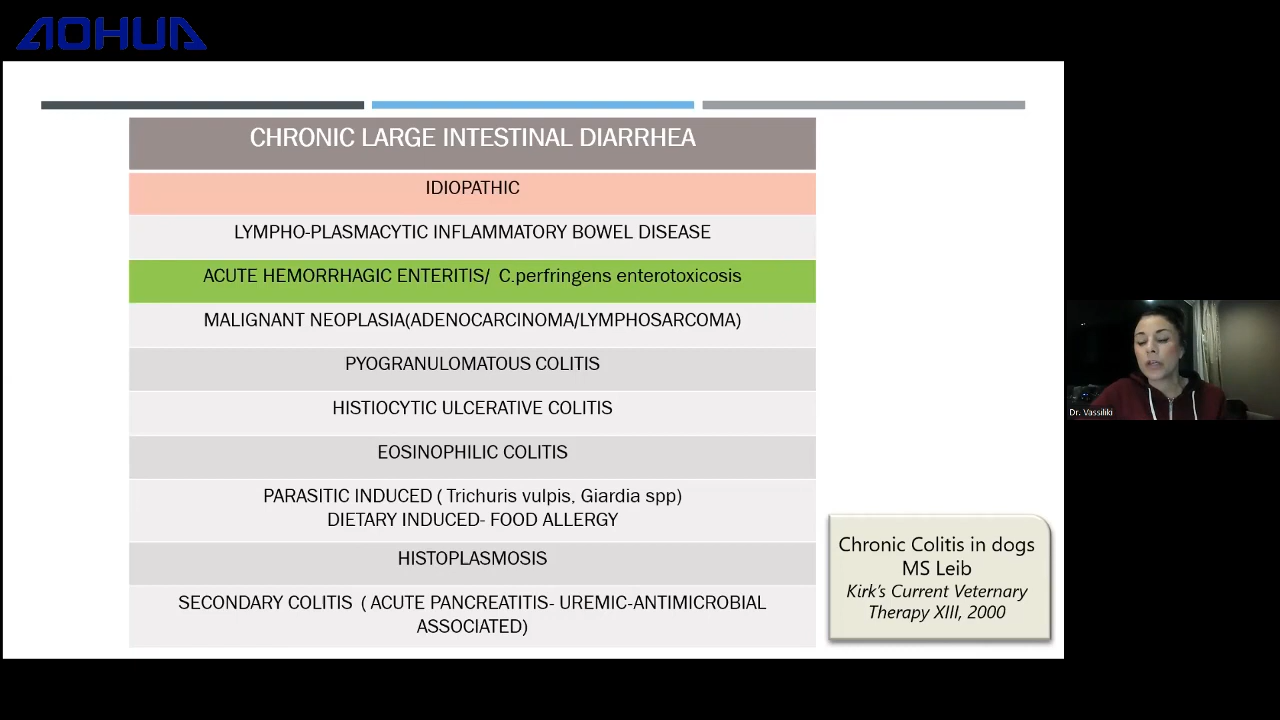 AOHUA
CHRONIC LARGE INTESTINAL DIARRHEA
IDIOPATHIC
LYMPHO-PLASMACYTIC INFLAMMATORY BOWEL DISEASE
ACUTE HEMORRHAGIC ENTERITIS/ C.perfringens enterotoxicosis
MALIGNANT NEOPLASIA(ADENOCARCINOMA/LYMPHOSARCOMA)
PYOGRANULOMATOUS COLITIS
HISTIOCYTIC ULCERATIVE COLITIS
EOSINOPHILIC COLITIS
PARASITIC INDUCED ( Trichuris vulpis, Giardia spp)
DIETARY INDUCED- FOOD ALLERGY
HISTOPLASMOSIS
SECONDARY COLITIS ( ACUTE PANCREATITIS- UREMIC-ANTIMICROBIAL
ASSOCIATED)
Chronic Colitis in dogs
MS Leib
Kirk's Current Veternary
Therapy XIII, 2000
Dr. Vassiliki